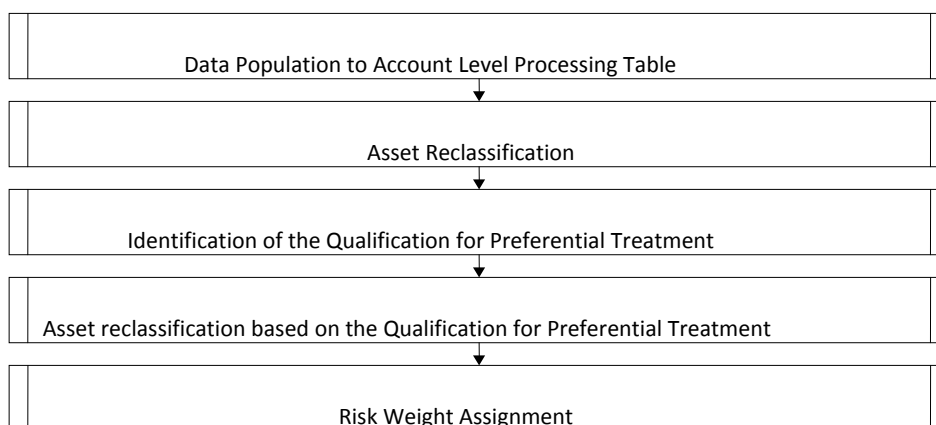 Data Population to Account Level Processing Table
Asset Reclassification
Identification of the Qualification for Preferential Treatment
Asset reclassification based on the Qualification for Preferential Treatment
Risk Weight Assignment